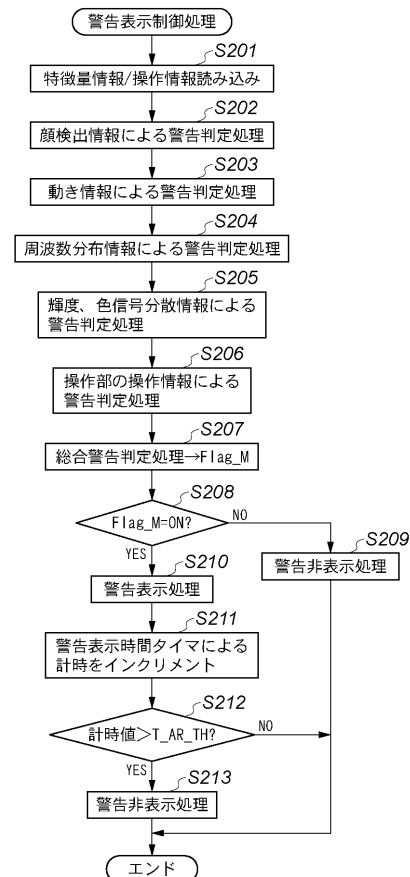 警告表示制御処理
S201
特徴量情報/操作情報読み込み
S202
顔検出情報による警告判定処理
S203
動き情報による警告判定処理
S204
周波数分布情報による警告判定処理
S205
輝度、色信号分散情報による
警告判定処理
S206
操作部の操作情報による
警告判定処理
S207
総合警告判定処理→Flag_M
S208
Flag_M=ON?
NO
YES
S209
警告非表示処理
S210
警告表示処理
S211
警告表示時間タイマによる
計時をインクリメント
S212
計時値>T_AR_TH?
NO
YES
S213
警告非表示処理
エンド